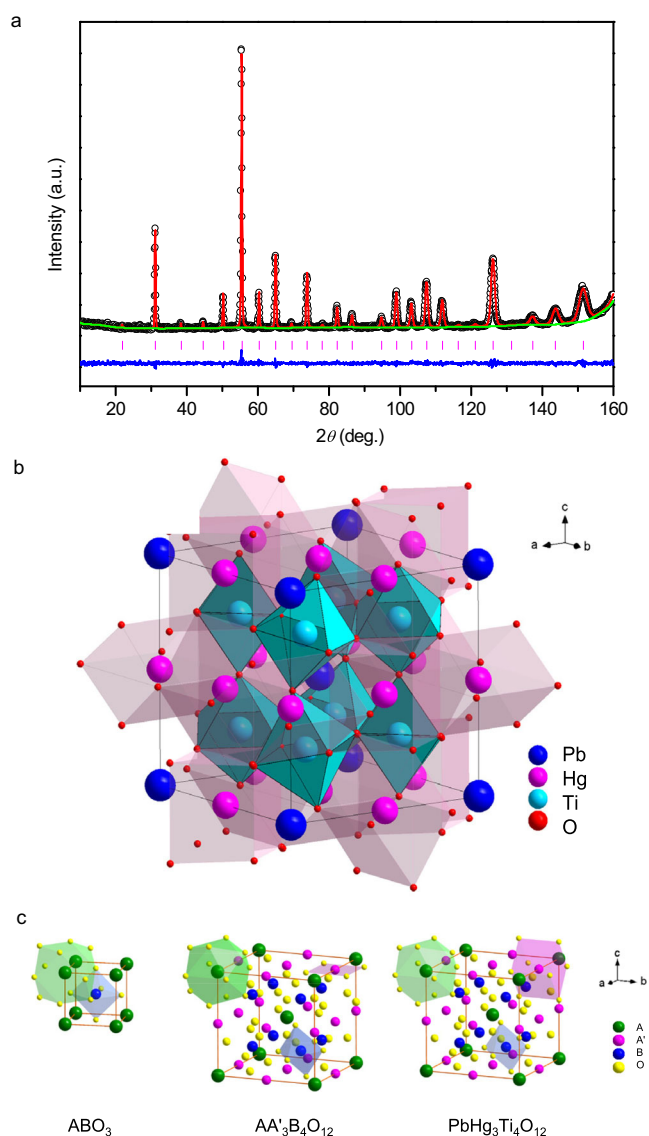 a
Intensity (a.u.)
20 40 60 80 100 120 140 160
2θ (deg.)
b
c
a b
Pb
Hg
Ti
O
c
c
a b
A
A'
B
O
ABO₃ AA'₃B₄O₁₂ PbHg₃Ti₄O₁₂